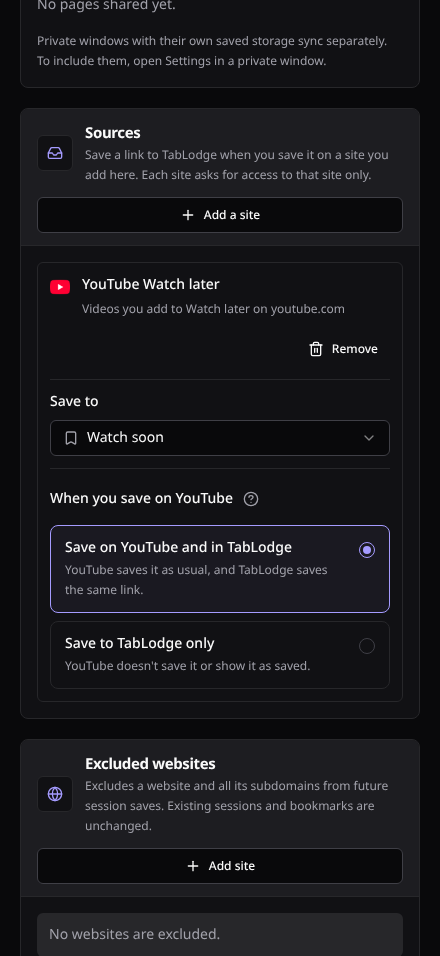 No pages shared yet.
Private windows with their own saved storage sync separately.
To include them, open Settings in a private window.
Sources
Save a link to TabLodge when you save it on a site you
add here. Each site asks for access to that site only.
Add a site
YouTube Watch later
Videos you add to Watch later on youtube.com
Remove
Save to
Watch soon
When you save on YouTube
Save on YouTube and in TabLodge
YouTube saves it as usual, and TabLodge saves
the same link.
Save to TabLodge only
YouTube doesn't save it or show it as saved.
Excluded websites
Excludes a website and all its subdomains from future
session saves. Existing sessions and bookmarks are
unchanged.
Add site
No websites are excluded.